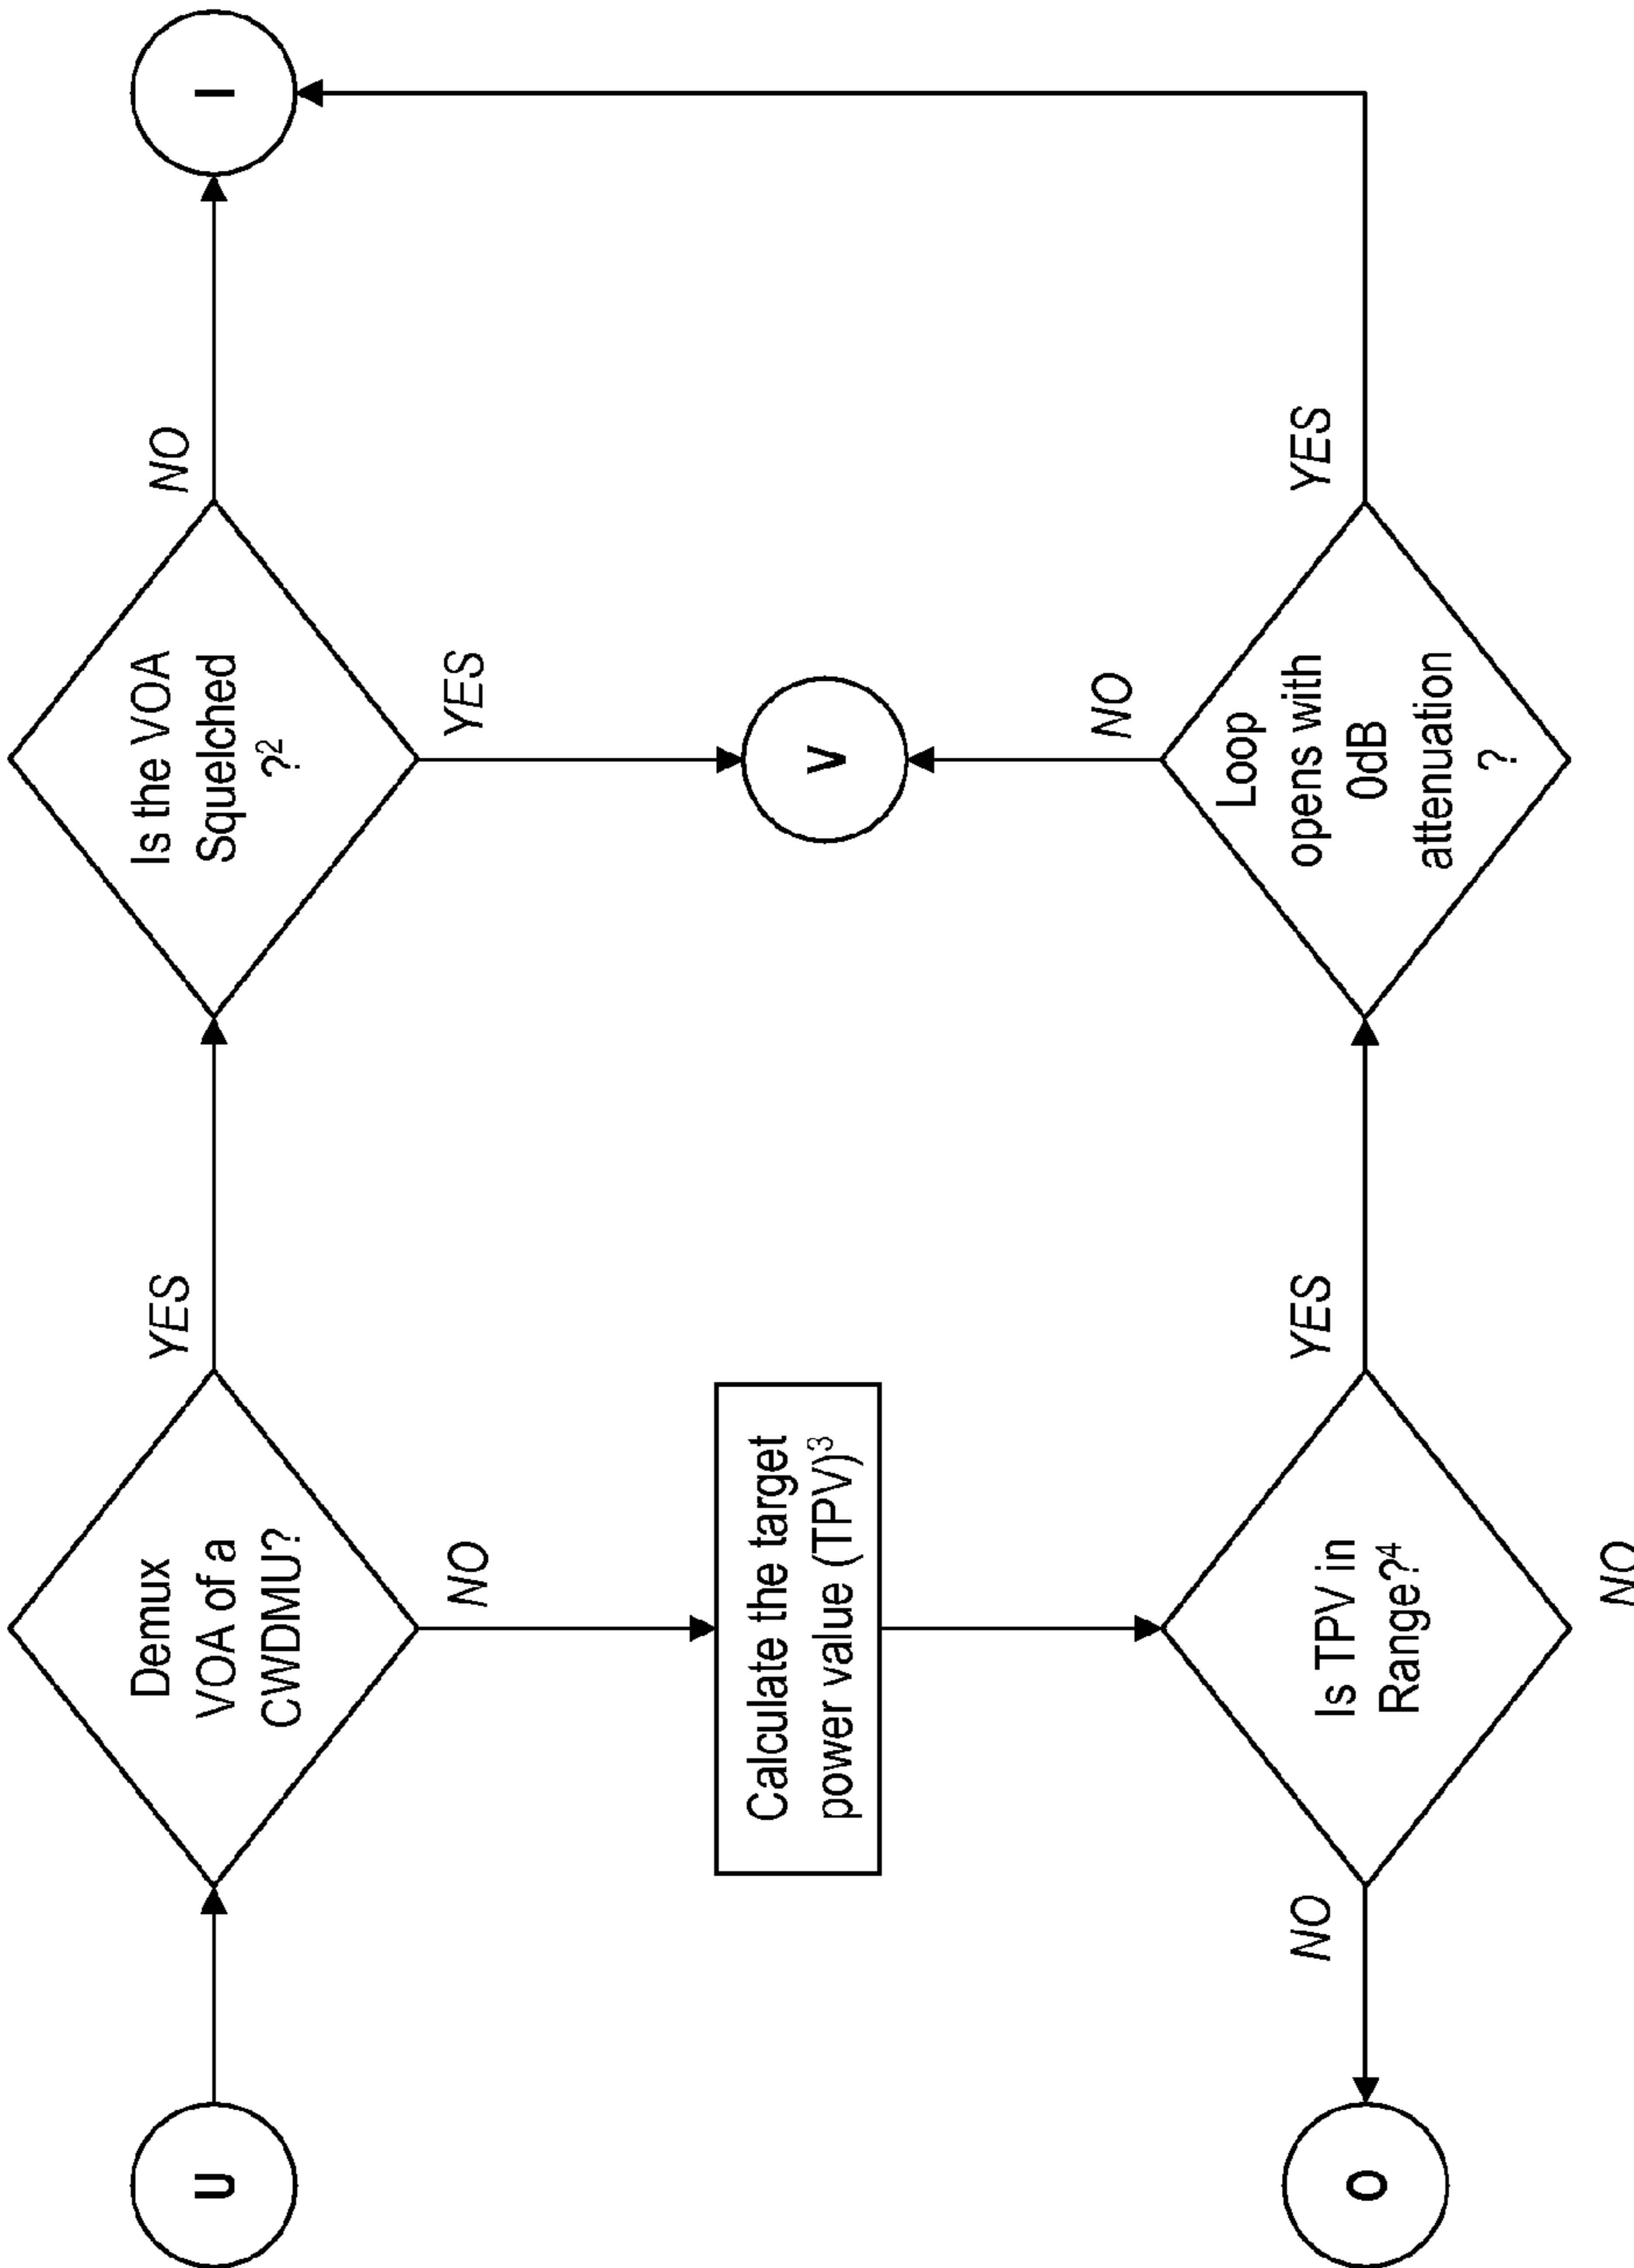 U
Demux
VOA of a
CWDMU?
YES
Is the VOA
Squelched
?²
NO
I
NO
YES
Calculate the target
power value (TPV)³
V
NO
O
NO
Is TPV in
Range?⁴
YES
Loop
opens with
0dB
attenuation
?
YES
NO